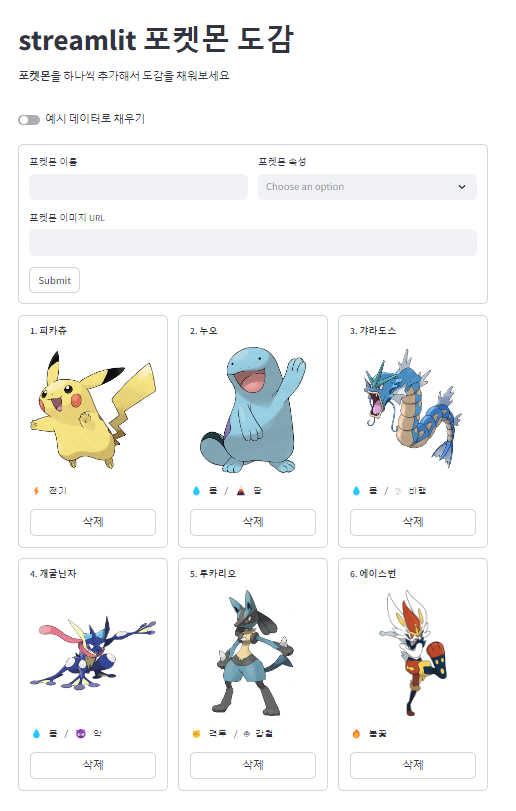 streamlit 포켓몬 도감
포켓몬을 하나씩 추가해서 도감을 채워보세요
예시 데이터로 채우기
포켓몬 이름
포켓몬 속성
Choose an option
포켓몬 이미지 URL
Submit
1. 피카츄
2. 누오
3. 갸라도스
전기
물 / 땅
물 / 비행
삭제
삭제
삭제
4. 개굴닌자
5. 루카리오
6. 에이스번
물 / 악
격투 / 강철
불꽃
삭제
삭제
삭제